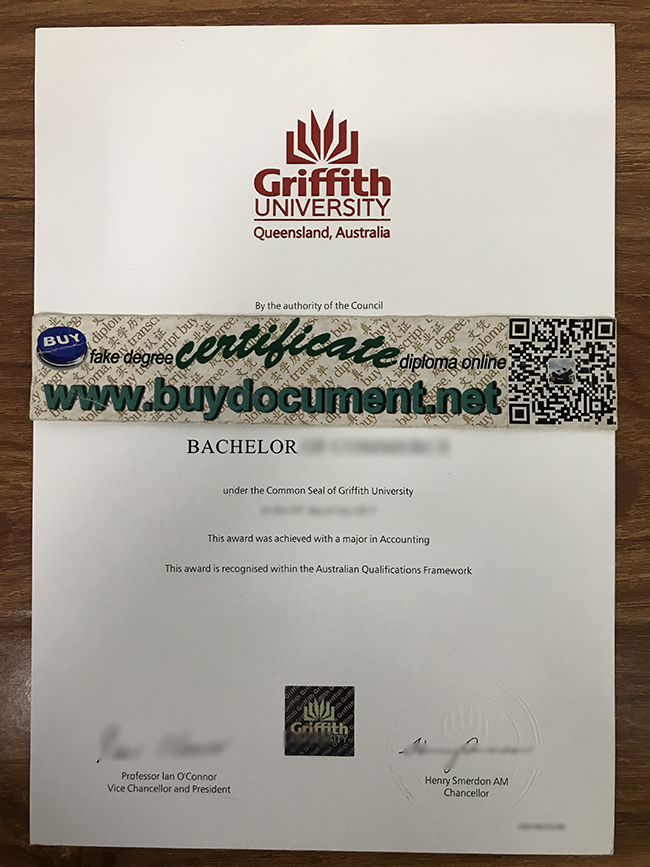 Griffith
UNIVERSITY
Queensland, Australia
By the authority of the Council
BUY
fake degree certificate diploma online
www.buydocument.net
BACHELOR
under the Common Seal of Griffith University
This award was achieved with a major in Accounting
This award is recognised within the Australian Qualifications Framework
Griffith
Professor Ian O'Connor
Vice Chancellor and President
Henry Smerdon AM
Chancellor